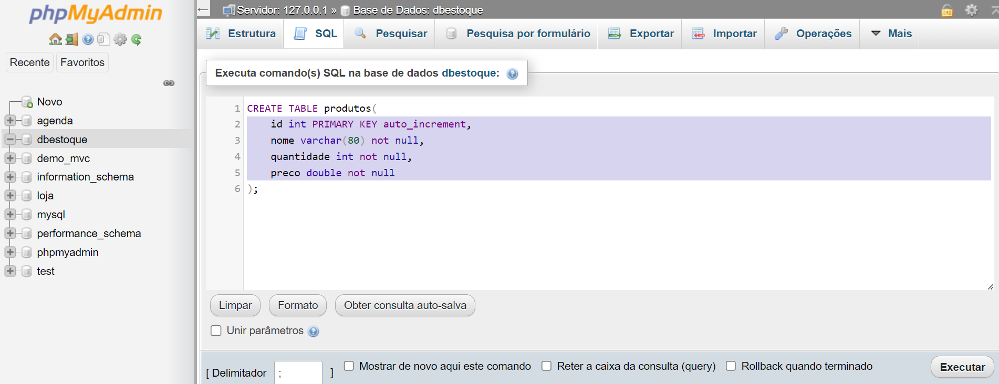 phpMyAdmin
Recente Favoritos
Novo
agenda
dbestoque
demo_mvc
information_schema
loja
mysql
performance_schema
phpmyadmin
test
Servidor: 127.0.0.1 » Base de Dados: dbestoque
Estrutura SQL Pesquisar Pesquisa por formulário Exportar Importar Operações Mais
Executa comando(s) SQL na base de dados dbestoque:
1 CREATE TABLE produtos(
2 id int PRIMARY KEY auto_increment,
3 nome varchar(80) not null,
4 quantidade int not null,
5 preco double not null
6 );
Limpar Formato Obter consulta auto-salva
Unir parâmetros
[ Delimitador ; ] Mostrar de novo aqui este comando Reter a caixa da consulta (query) Rollback quando terminado Executar